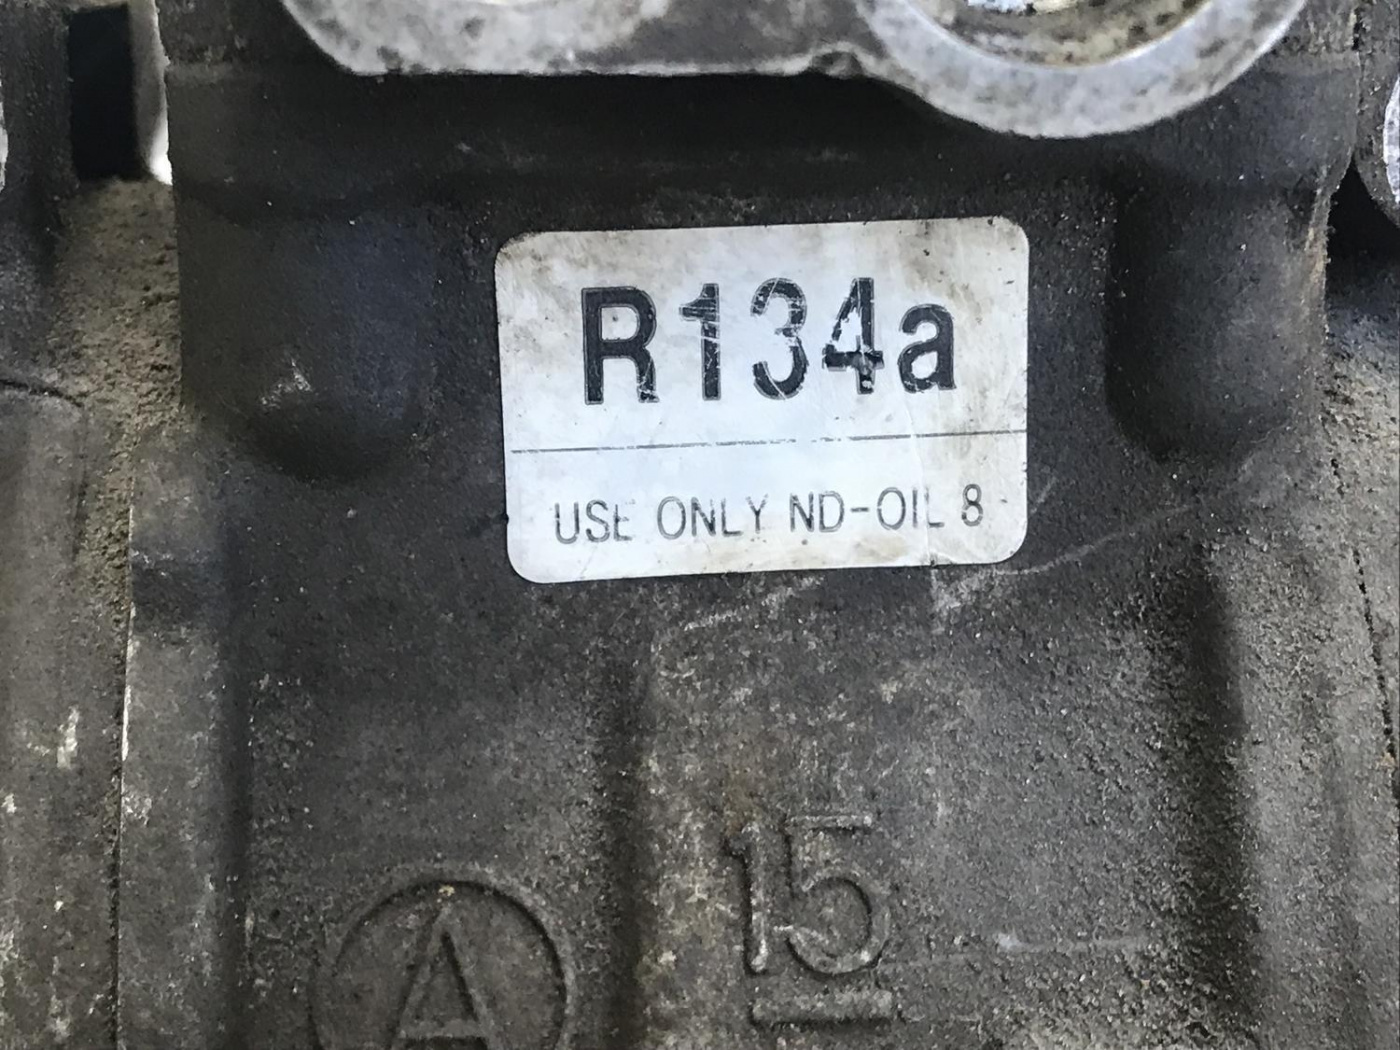 R134a
USE ONLY ND-OIL 8
15
A